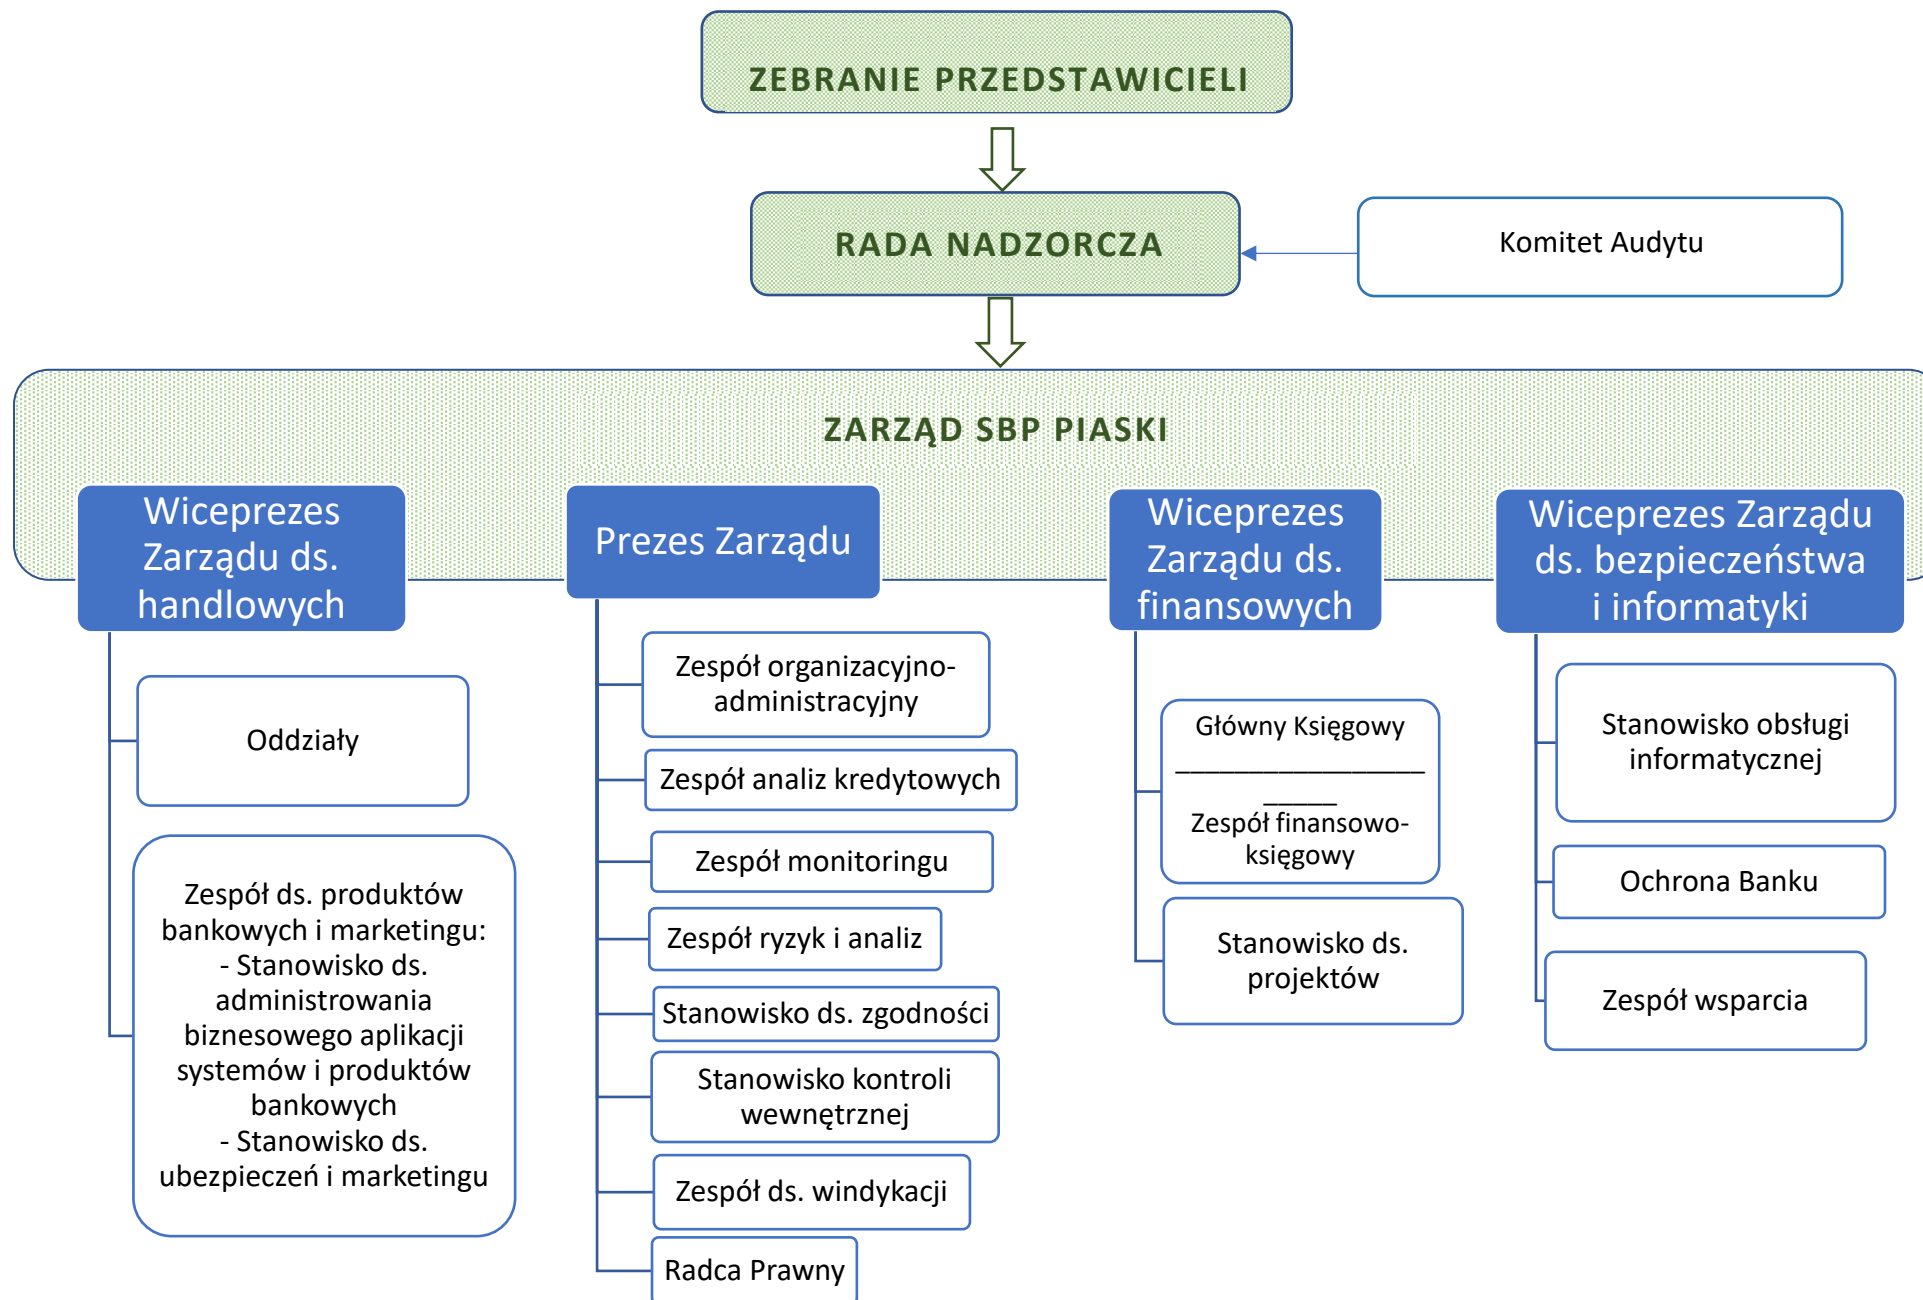 ZEBRANIE PRZEDSTAWICIELI
RADA NADZORCZA
Komitet Audytu
ZARZĄD SBP PIASKI
Wiceprezes
Zarządu ds.
handlowych
Oddziały
Zespół ds. produktów
bankowych i marketingu:
- Stanowisko ds.
administrowania
biznesowego aplikacji
systemów i produktów
bankowych
- Stanowisko ds.
ubezpieczeń i marketingu
Prezes Zarządu
Zespół organizacyjno-
administracyjny
Zespół analiz kredytowych
Zespół monitoringu
Zespół ryzyk i analiz
Stanowisko ds. zgodności
Stanowisko kontroli
wewnętrznej
Zespół ds. windykacji
Radca Prawny
Wiceprezes
Zarządu ds.
finansowych
Główny Księgowy
_________________
_____
Zespół finansowo-
księgowy
Stanowisko ds.
projektów
Wiceprezes Zarządu
ds. bezpieczeństwa
i informatyki
Stanowisko obsługi
informatycznej
Ochrona Banku
Zespół wsparcia